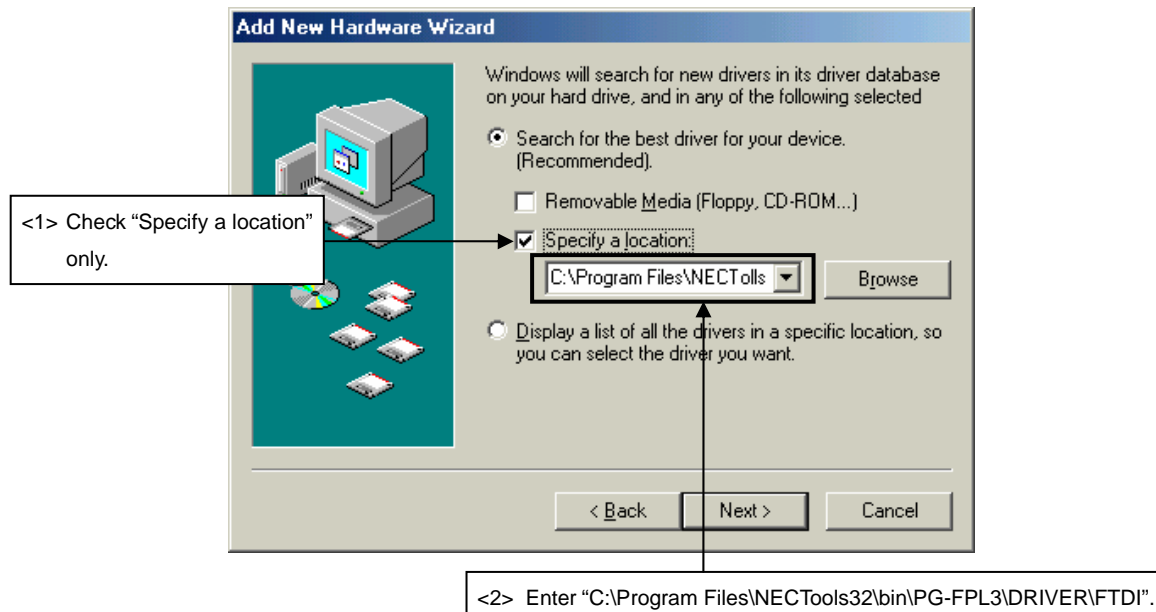 Add New Hardware Wizard
Windows will search for new drivers in its driver database
on your hard drive, and in any of the following selected
Search for the best driver for your device.
(Recommended).
Removable Media (Floppy, CD-ROM...)
<1> Check “Specify a location”
only.
Specify a location:
C:\Program Files\NECTolls
Browse
Display a list of all the drivers in a specific location, so
you can select the driver you want.
< Back
Next >
Cancel
<2> Enter “C:\Program Files\NECTools32\bin\PG-FPL3\DRIVER\FTDI”.